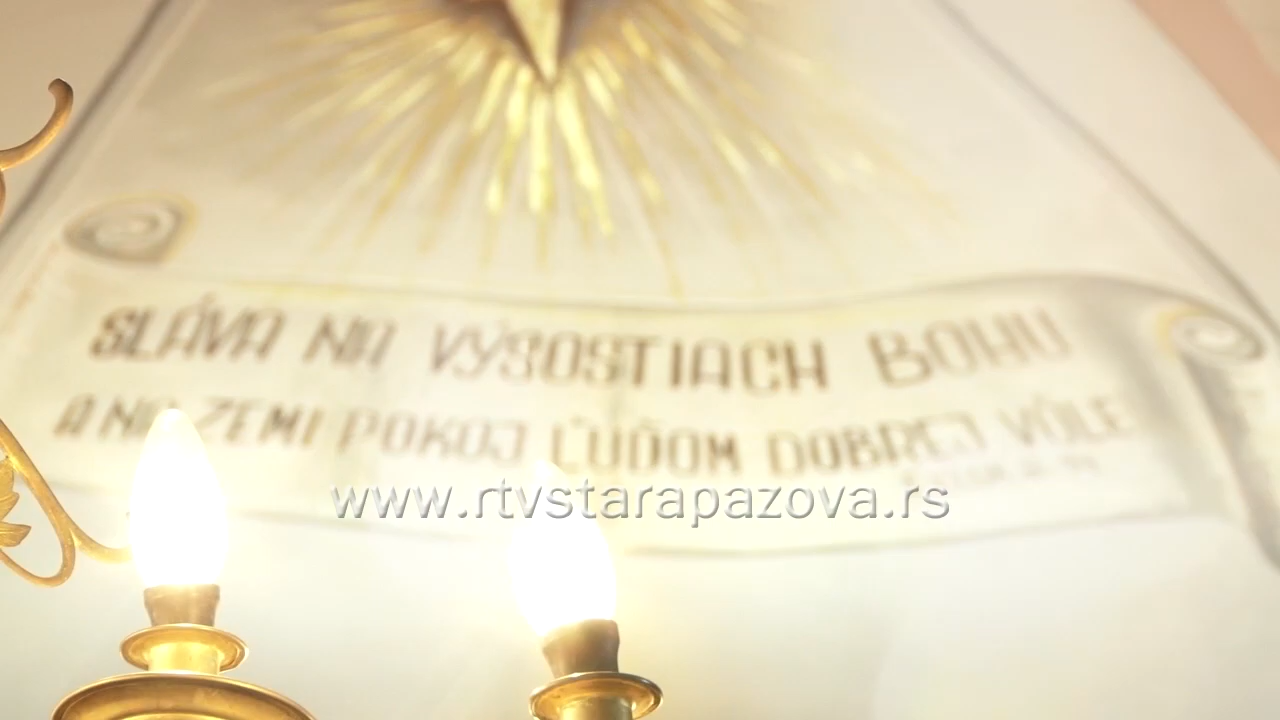 SLÁVA NA VÝSOSTIACH BOHU
A NA ZEMI POKOJ ĽUĎOM DOBREJ VÔLE
www.rtvstarapazova.rs